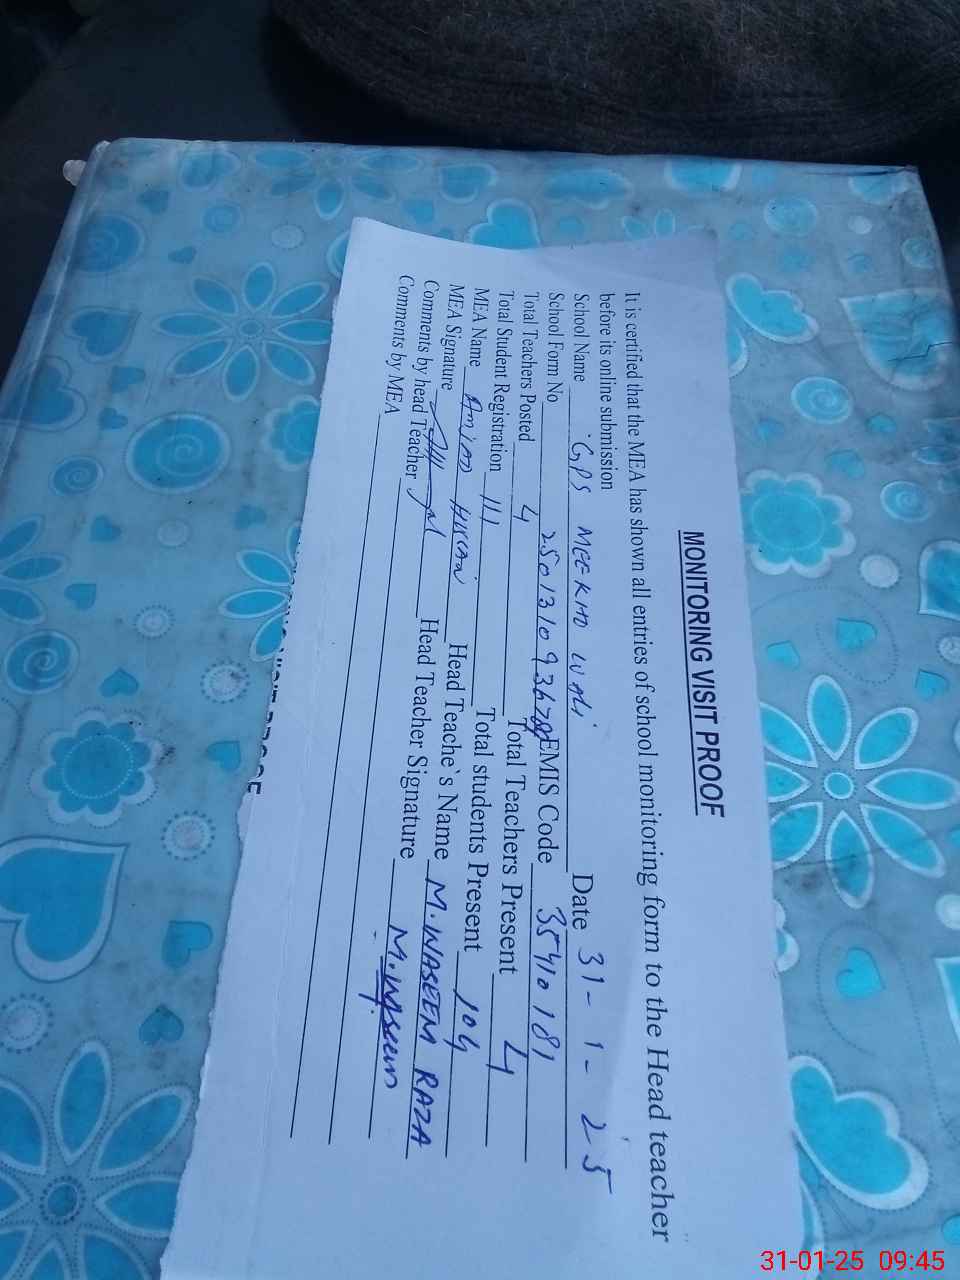 MONITORING VISIT PROOF
It is certified that the MEA has shown all entries of school monitoring form to the Head teacher
before its online submission
School Name GPS MEEKHO WALI Date 31-1-25
School Form No EMIS Code 35410181
Total Teachers Posted 4 Total Teachers Present 4
Total Student Registration 111 Total students Present 104
MEA Name Head Teache`s Name M. WASEEM RAZA
MEA Signature Head Teacher Signature M. Waseem
Comments by head Teacher
Comments by MEA
31-01-25 09:45